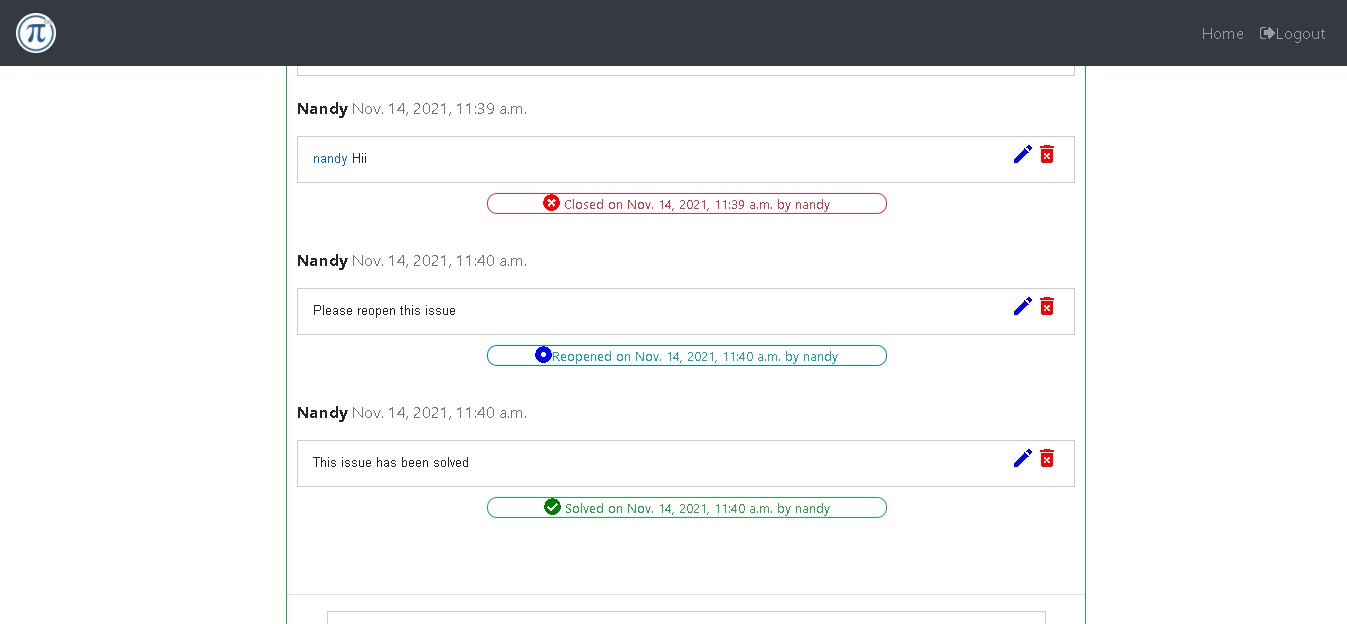 π
Home Logout
Nandy Nov. 14, 2021, 11:39 a.m.
nandy Hii
Closed on Nov. 14, 2021, 11:39 a.m. by nandy
Nandy Nov. 14, 2021, 11:40 a.m.
Please reopen this issue
Reopened on Nov. 14, 2021, 11:40 a.m. by nandy
Nandy Nov. 14, 2021, 11:40 a.m.
This issue has been solved
Solved on Nov. 14, 2021, 11:40 a.m. by nandy